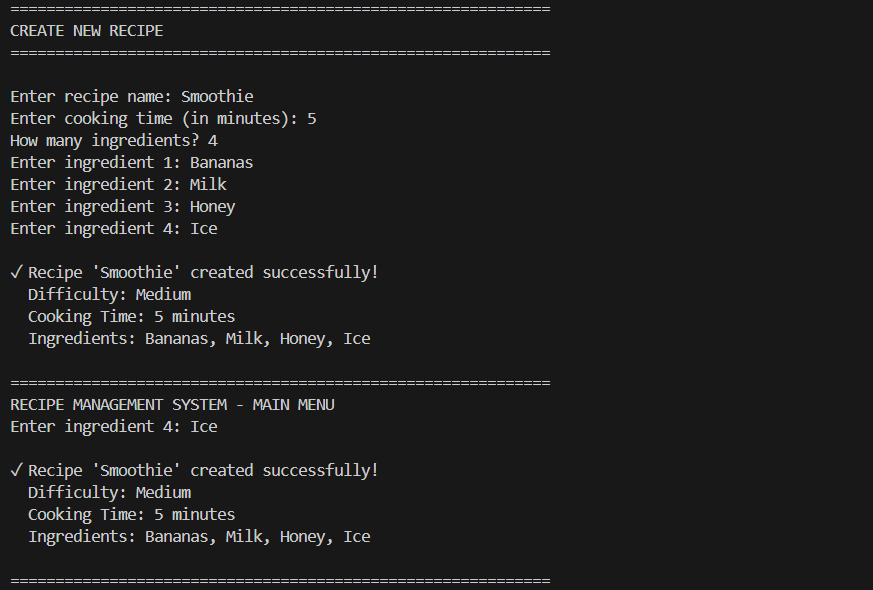 ============================================================
CREATE NEW RECIPE
============================================================
Enter recipe name: Smoothie
Enter cooking time (in minutes): 5
How many ingredients? 4
Enter ingredient 1: Bananas
Enter ingredient 2: Milk
Enter ingredient 3: Honey
Enter ingredient 4: Ice
✓ Recipe 'Smoothie' created successfully!
  Difficulty: Medium
  Cooking Time: 5 minutes
  Ingredients: Bananas, Milk, Honey, Ice
============================================================
RECIPE MANAGEMENT SYSTEM - MAIN MENU
Enter ingredient 4: Ice
✓ Recipe 'Smoothie' created successfully!
  Difficulty: Medium
  Cooking Time: 5 minutes
  Ingredients: Bananas, Milk, Honey, Ice
============================================================